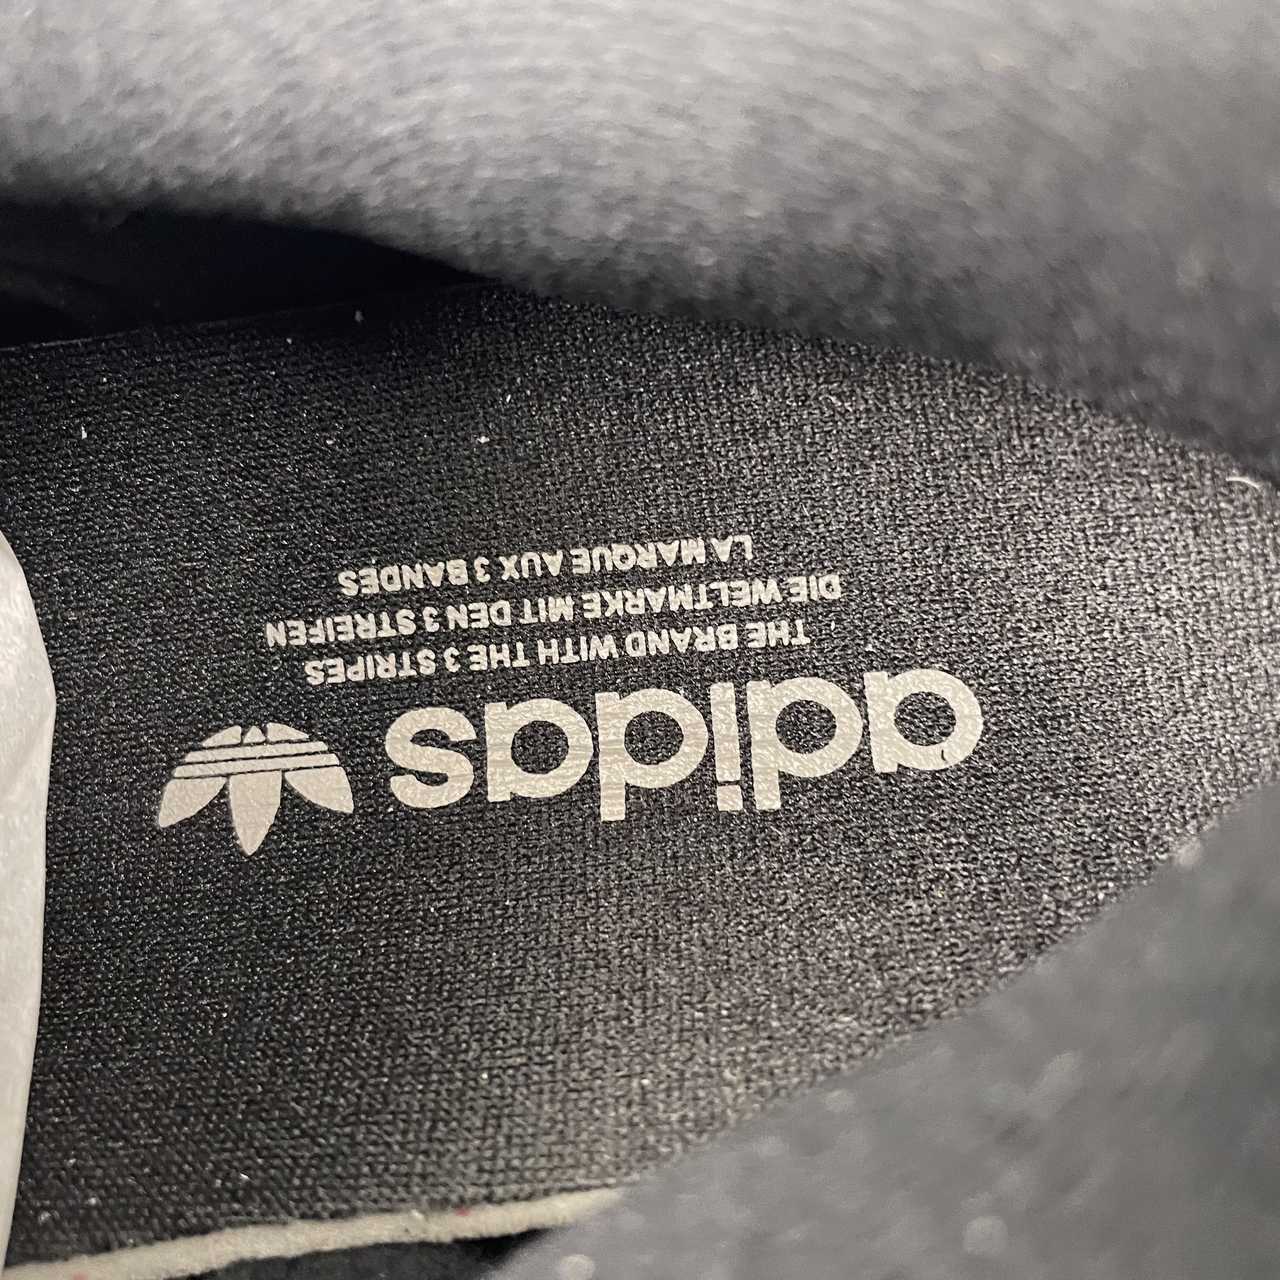 adidas
THE BRAND WITH THE 3 STRIPES
DIE WELTMARKE MIT DEN 3 STREIFEN
LA MARQUE AUX 3 BANDES